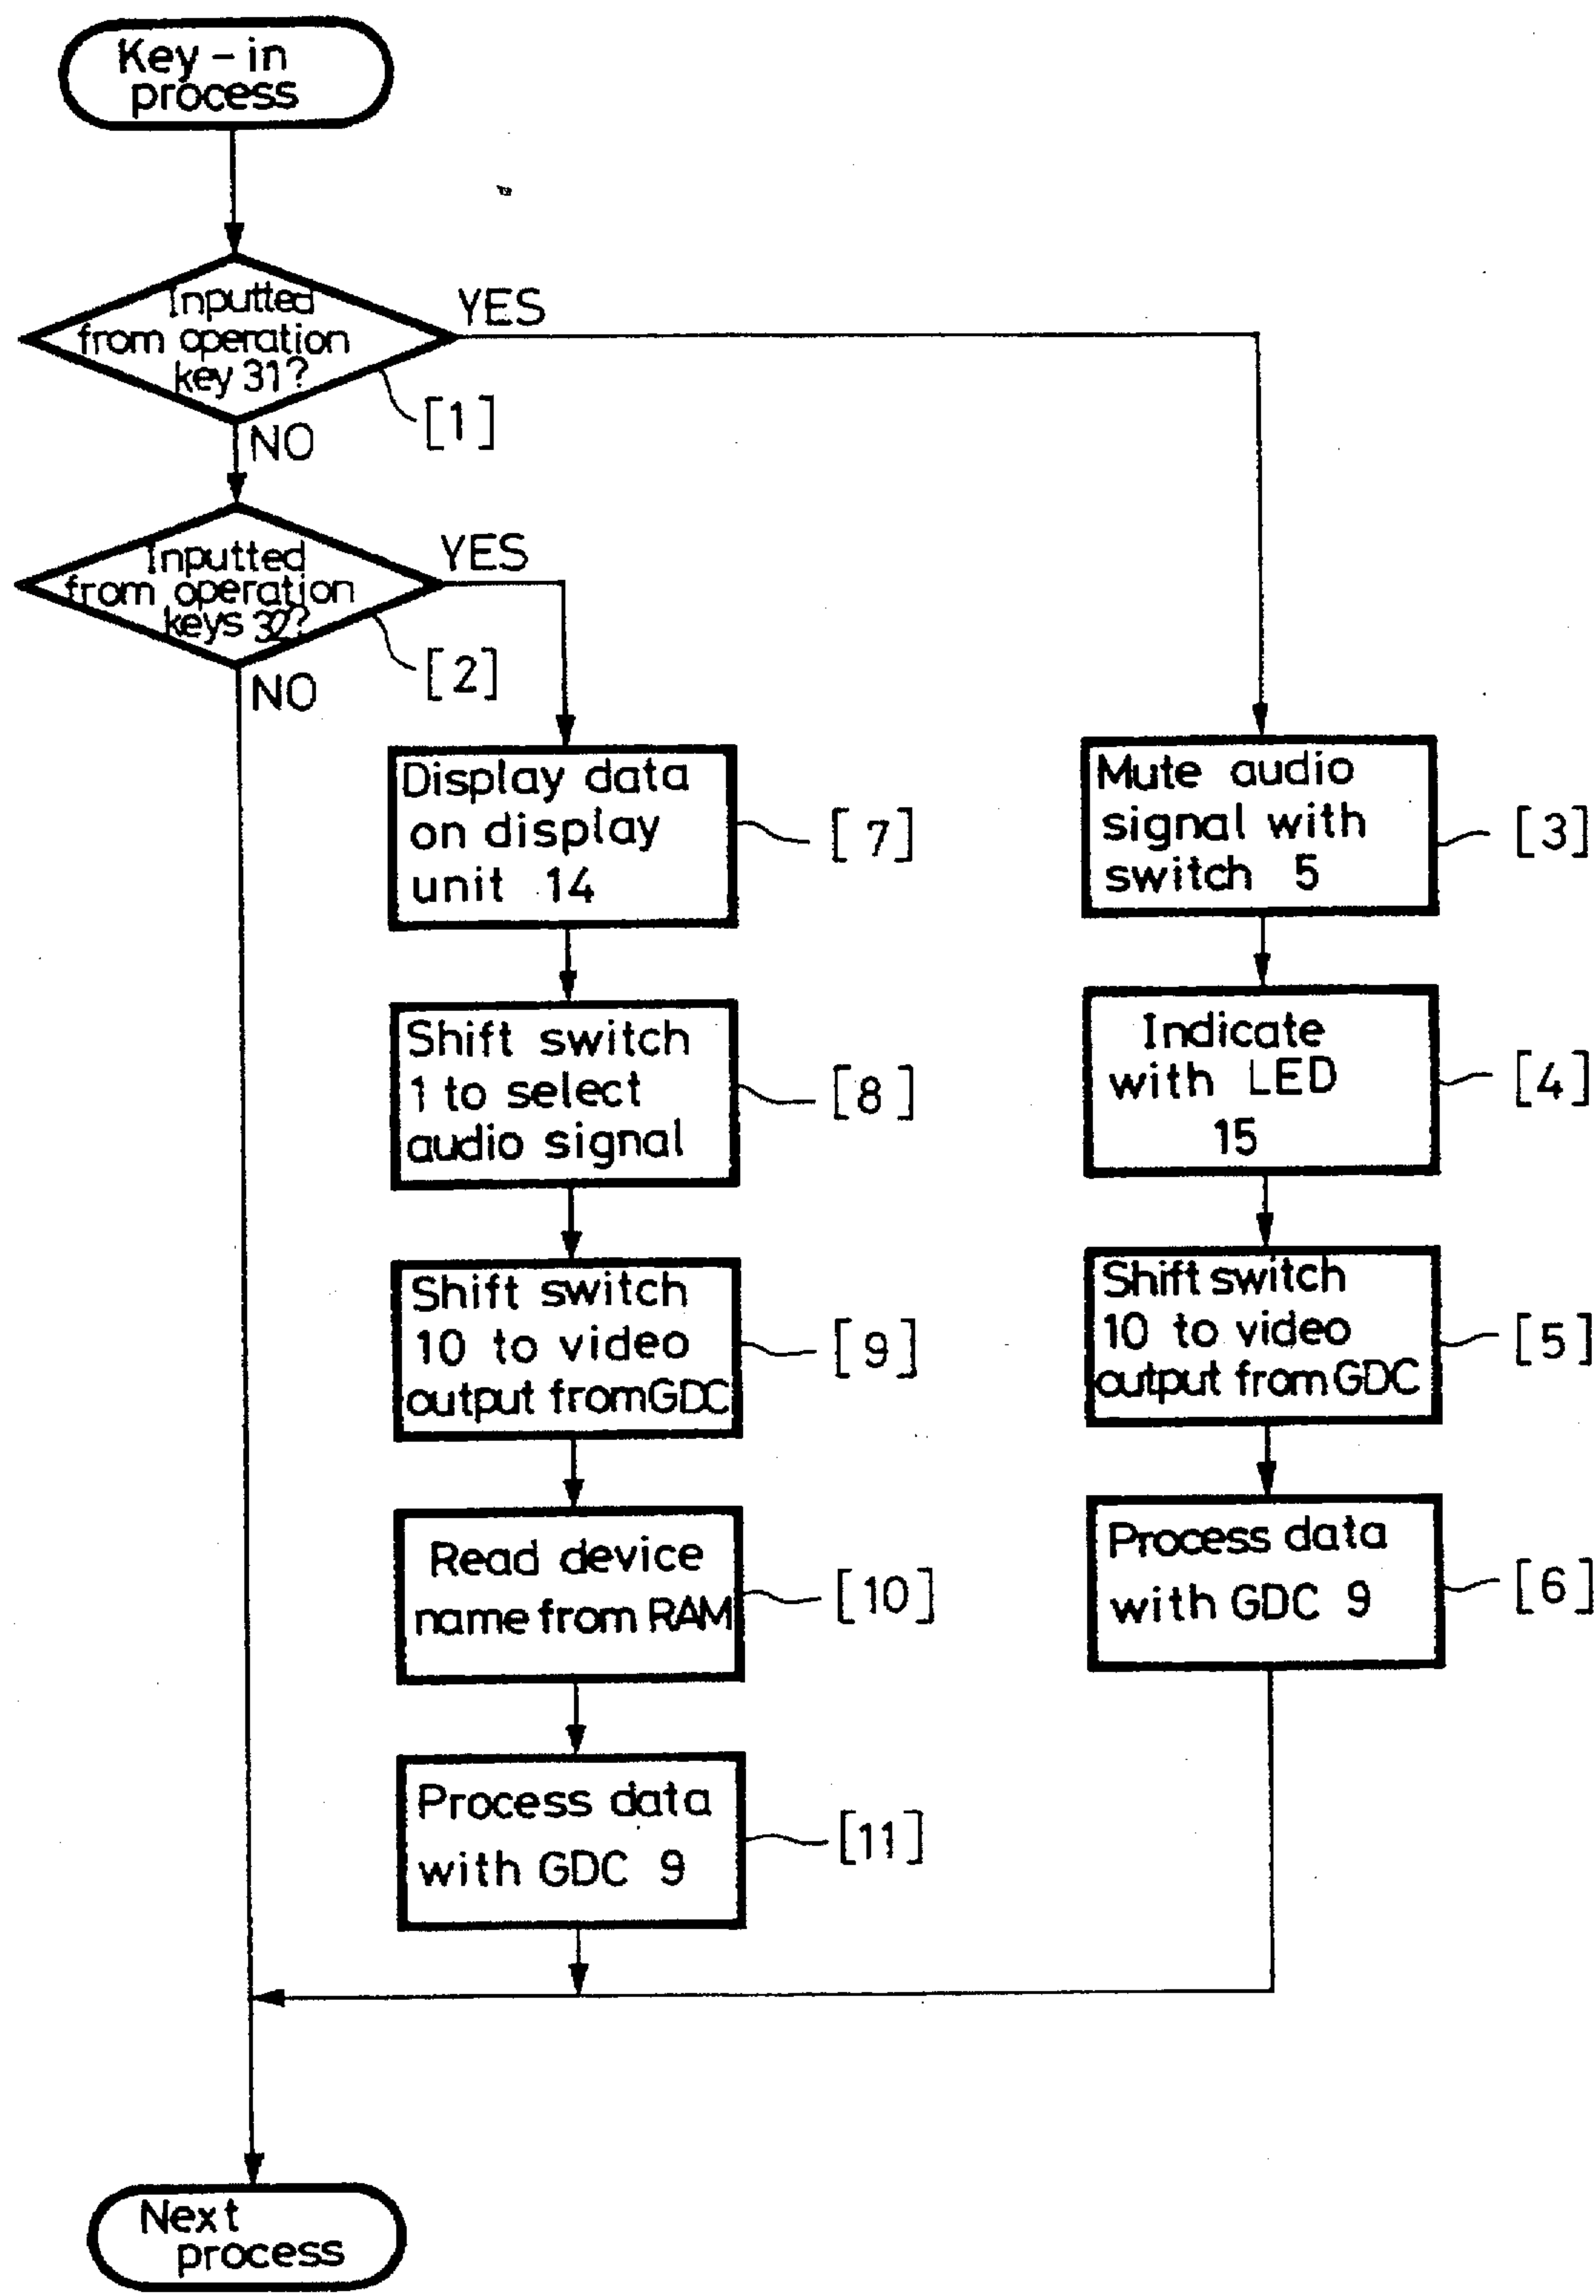 Key-in
process
Inputted
from operation
key 31?
YES
[1]
NO
Inputted
from operation
keys 32?
YES
[2]
NO
Display data
on display
unit 14
[7]
Shift switch
1 to select
audio signal
[8]
Shift switch
10 to video
output from GDC
[9]
Read device
name from RAM
[10]
Process data
with GDC 9
[11]
Mute audio
signal with
switch 5
[3]
Indicate
with LED
15
[4]
Shift switch
10 to video
output from GDC
[5]
Process data
with GDC 9
[6]
Next
process